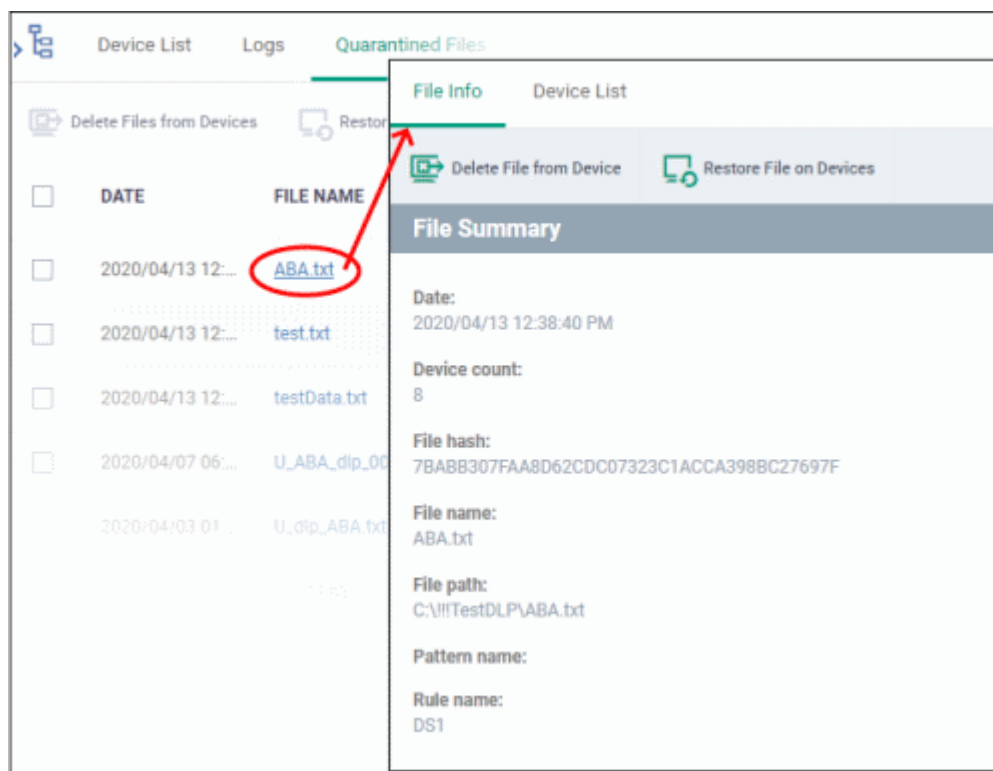 Device List Logs Quarantined Files
Delete Files from Devices Restor
DATE FILE NAME
2020/04/13 12:... ABA.txt
2020/04/13 12:... test.txt
2020/04/13 12:... testData.txt
2020/04/07 06:... U_ABA_dlp_00
2020/04/03 01... U_dlp_ABA.txt
File Info Device List
Delete File from Device Restore File on Devices
File Summary
Date:
2020/04/13 12:38:40 PM
Device count:
8
File hash:
7BABB307FAA8D62CDC07323C1ACCA398BC27697F
File name:
ABA.txt
File path:
C:\!!!TestDLP\ABA.txt
Pattern name:
Rule name:
DS1